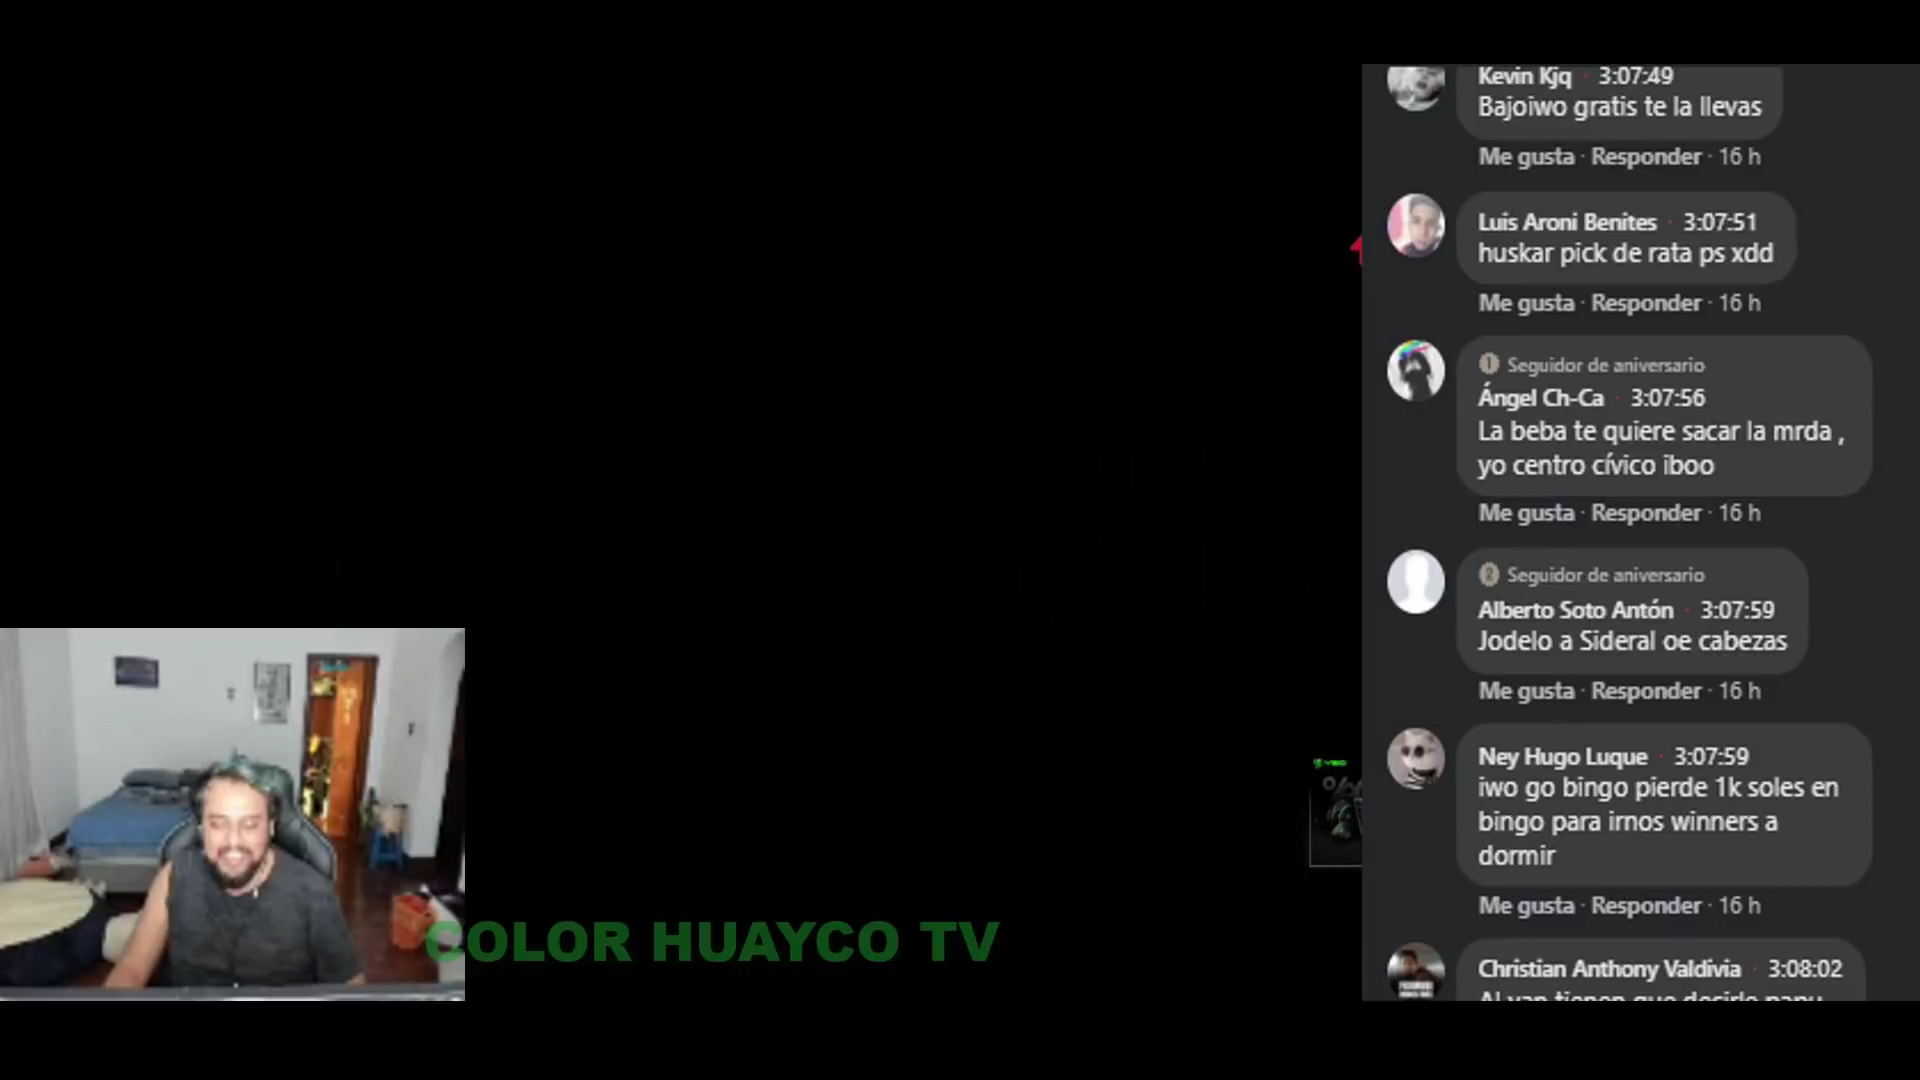 Kevin Kjq · 3:07:49
Bajoiwo gratis te la llevas
Me gusta · Responder · 16 h
Luis Aroni Benites · 3:07:51
huskar pick de rata ps xdd
Me gusta · Responder · 16 h
Seguidor de aniversario
Ángel Ch-Ca · 3:07:56
La beba te quiere sacar la mrda ,
yo centro cívico iboo
Me gusta · Responder · 16 h
Seguidor de aniversario
Alberto Soto Antón · 3:07:59
Jodelo a Sideral oe cabezas
Me gusta · Responder · 16 h
Ney Hugo Luque · 3:07:59
iwo go bingo pierde 1k soles en
bingo para irnos winners a
dormir
Me gusta · Responder · 16 h
Christian Anthony Valdivia · 3:08:02
COLOR HUAYCO TV